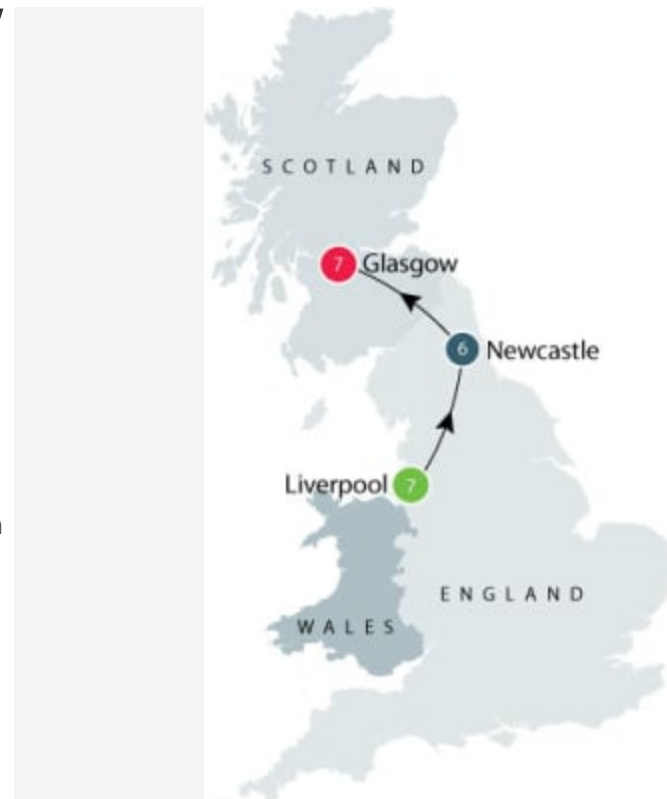 SCOTLAND
7 Glasgow
6 Newcastle
Liverpool 7
ENGLAND
WALES